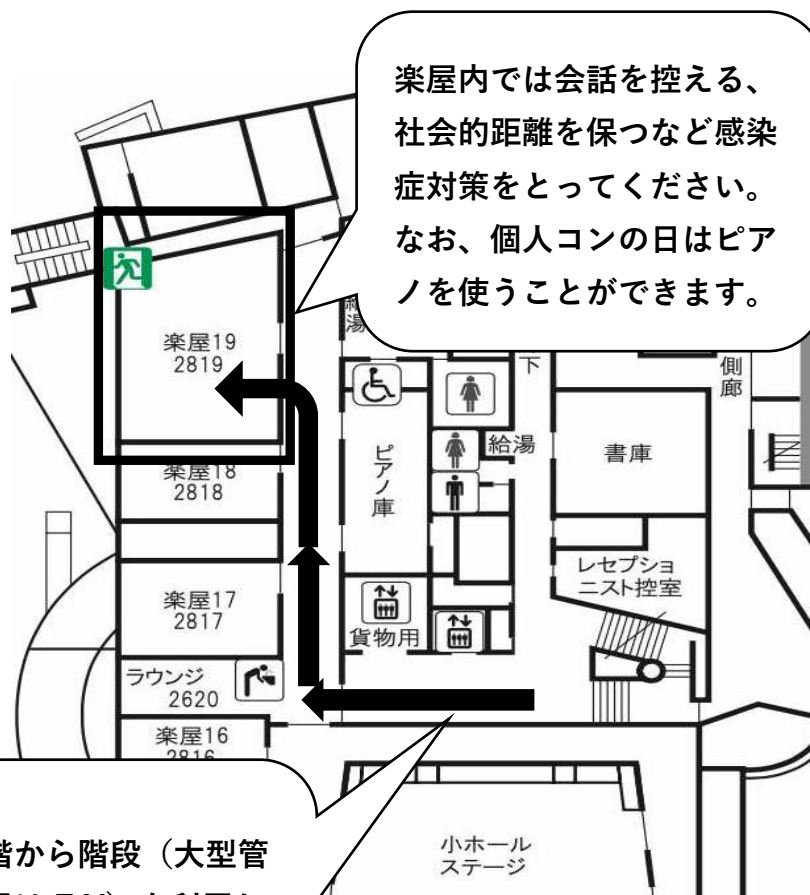 楽屋内では会話を控える、
社会的距離を保つなど感染
症対策をとってください。
なお、個人コンの日はピア
ノを使うことができます。
楽屋19
2819
湯
下
側
廊
楽屋18
2818
ピアノ庫
給湯
書庫
レセプショ
ニスト控室
楽屋17
2817
貨物用
ラウンジ
2620
楽屋16
2816
階から階段（大型管
小ホール
ステージ